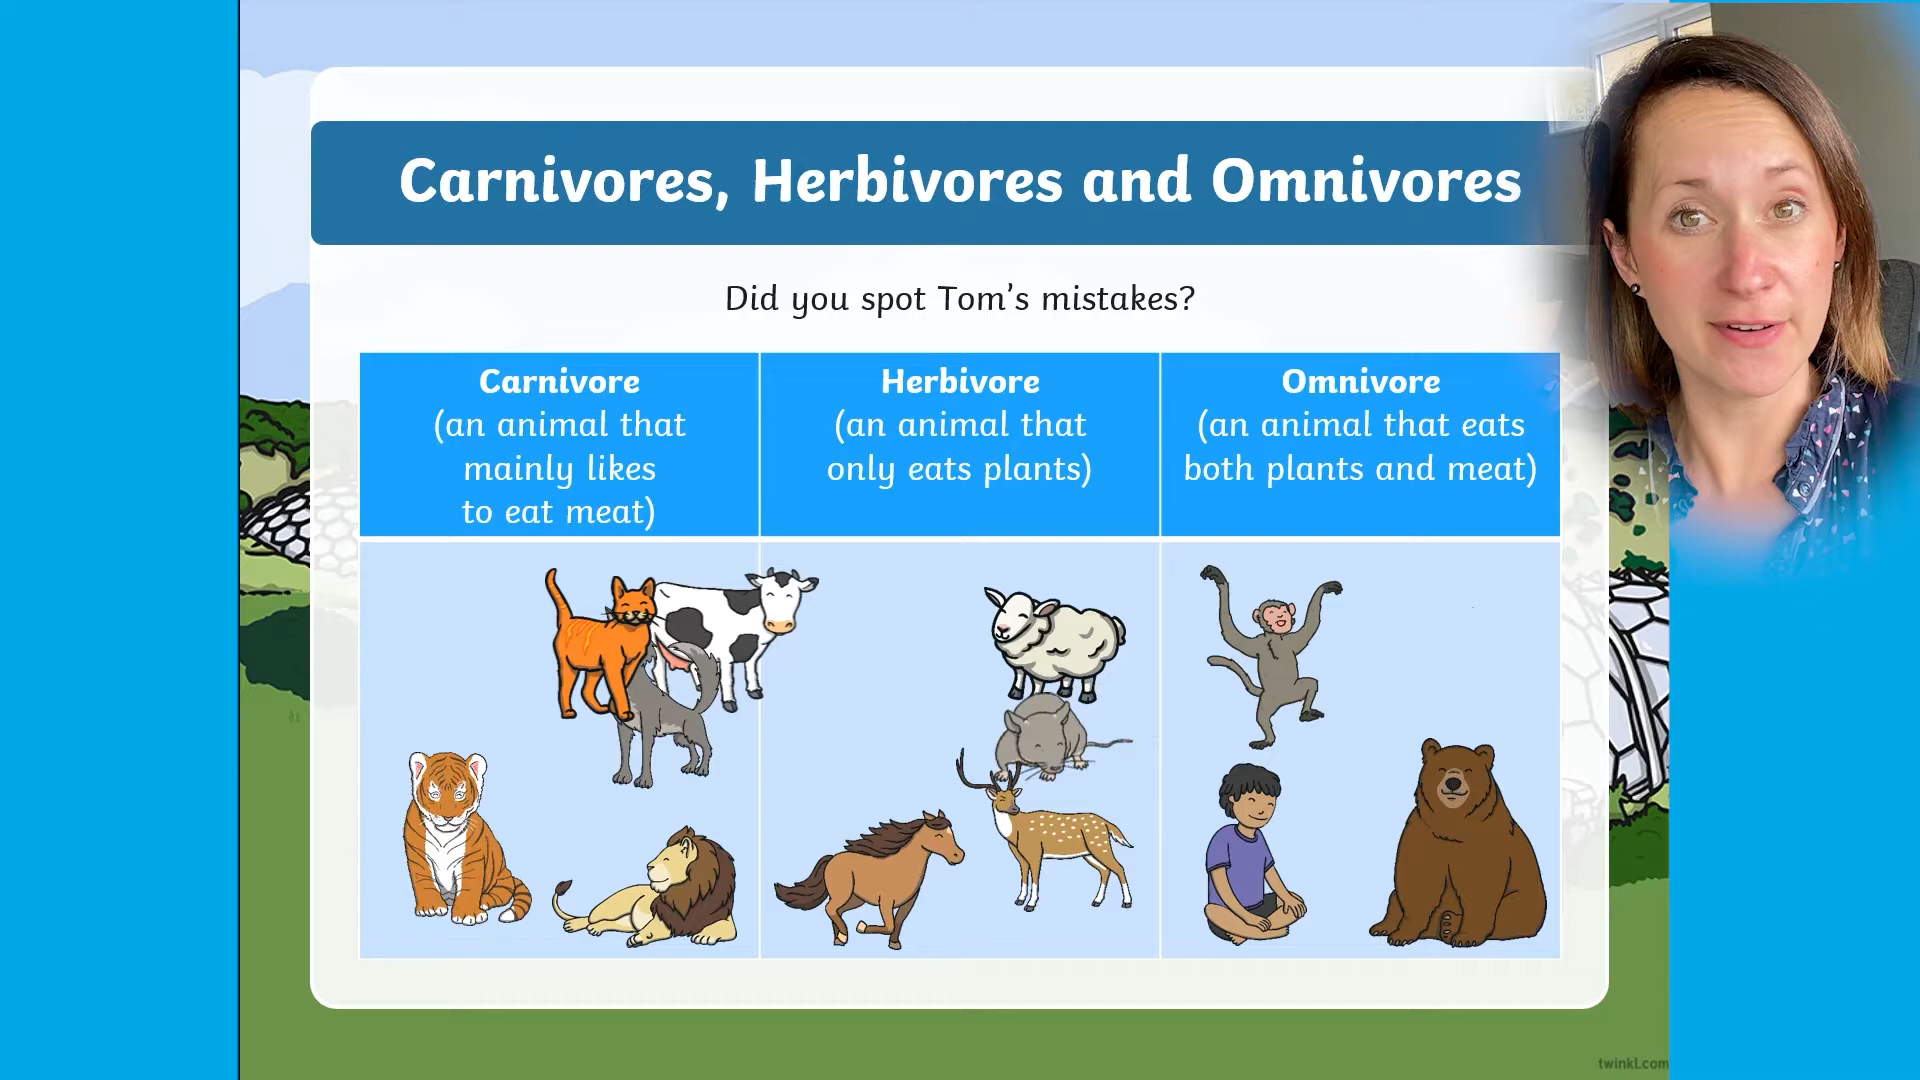 Carnivores, Herbivores and Omnivores
Did you spot Tom's mistakes?
Carnivore
(an animal that
mainly likes
to eat meat)
Herbivore
(an animal that
only eats plants)
Omnivore
(an animal that eats
both plants and meat)
twinkl.com